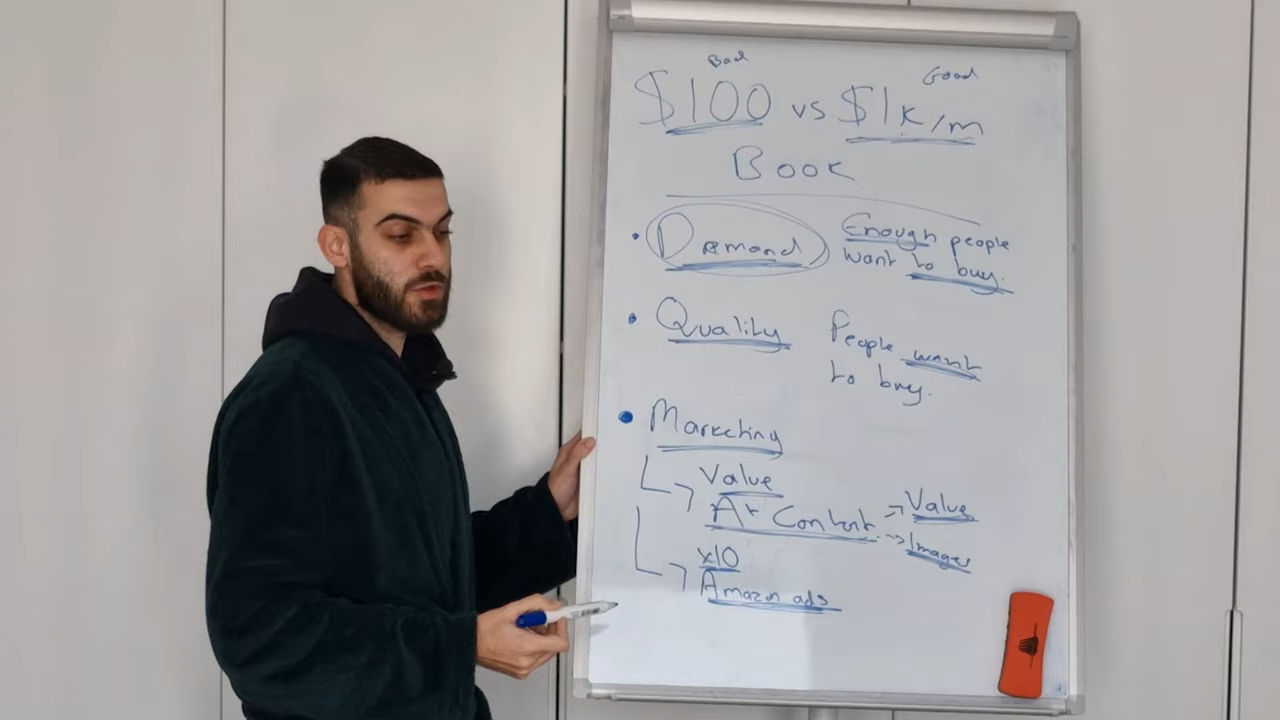 Bad
Good
$100 vs $1k/m
Book
• Demand
Enough people
want to buy.
• Quality
People want
to buy.
• Marketing
Value
A+ Content -> Value
-> Images
x10
Amazon ads